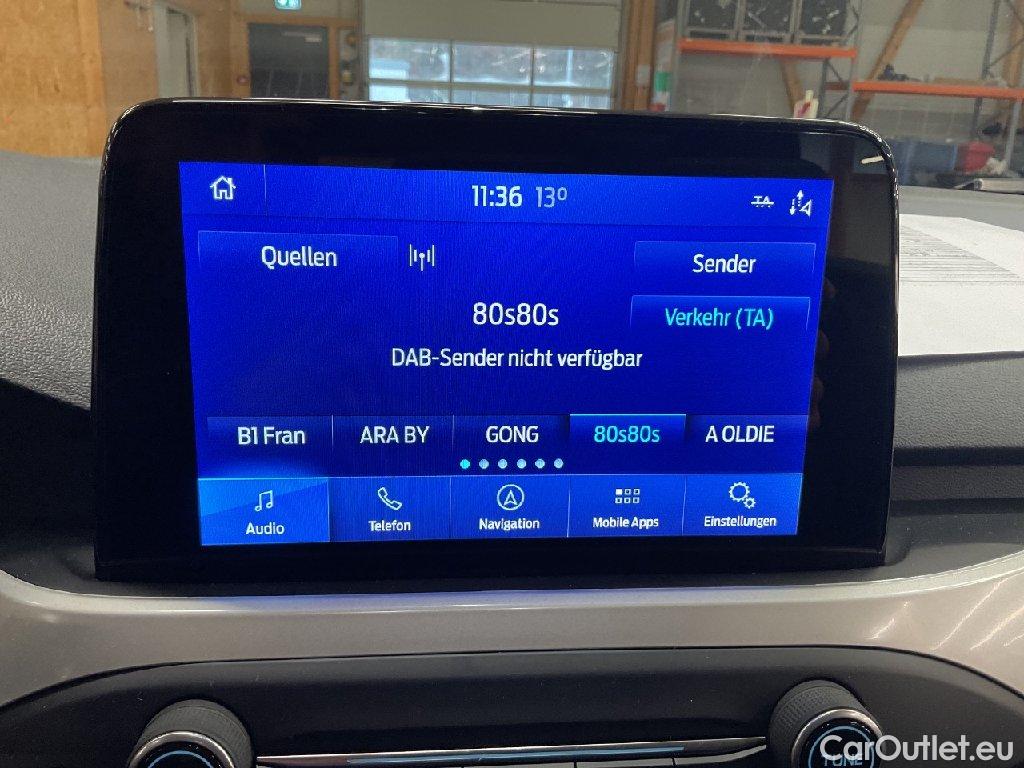 11:36 13°
TA
Quellen
Sender
80s80s
Verkehr (TA)
DAB-Sender nicht verfügbar
B1 Fran ARA BY GONG 80s80s A OLDIE
Audio Telefon Navigation Mobile Apps Einstellungen
TUNE
CarOutlet.eu